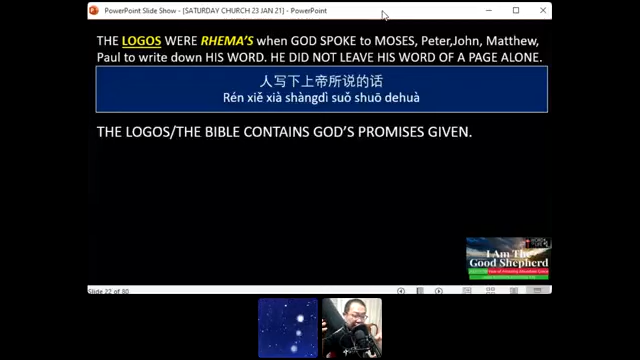 PowerPoint Slide Show - [SATURDAY CHURCH 23 JAN 21] - PowerPoint
THE LOGOS WERE RHEMA'S when GOD SPOKE to MOSES, Peter,John, Matthew,
Paul to write down HIS WORD. HE DID NOT LEAVE HIS WORD OF A PAGE ALONE.
人写下上帝所说的话
Rén xiě xià shàngdì suǒ shuō dehuà
THE LOGOS/THE BIBLE CONTAINS GOD'S PROMISES GIVEN.
I Am The
Good Shepherd
Slide 22 of 80